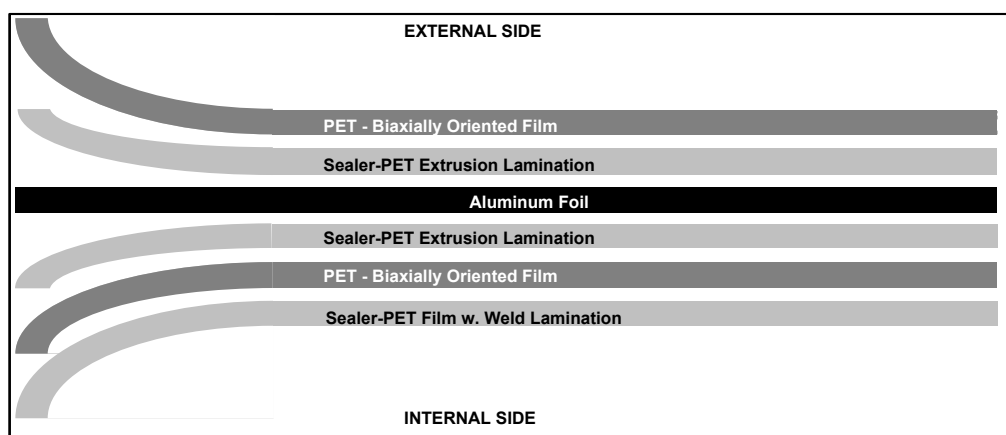 EXTERNAL SIDE
PET - Biaxially Oriented Film
Sealer-PET Extrusion Lamination
Aluminum Foil
Sealer-PET Extrusion Lamination
PET - Biaxially Oriented Film
Sealer-PET Film w. Weld Lamination
INTERNAL SIDE